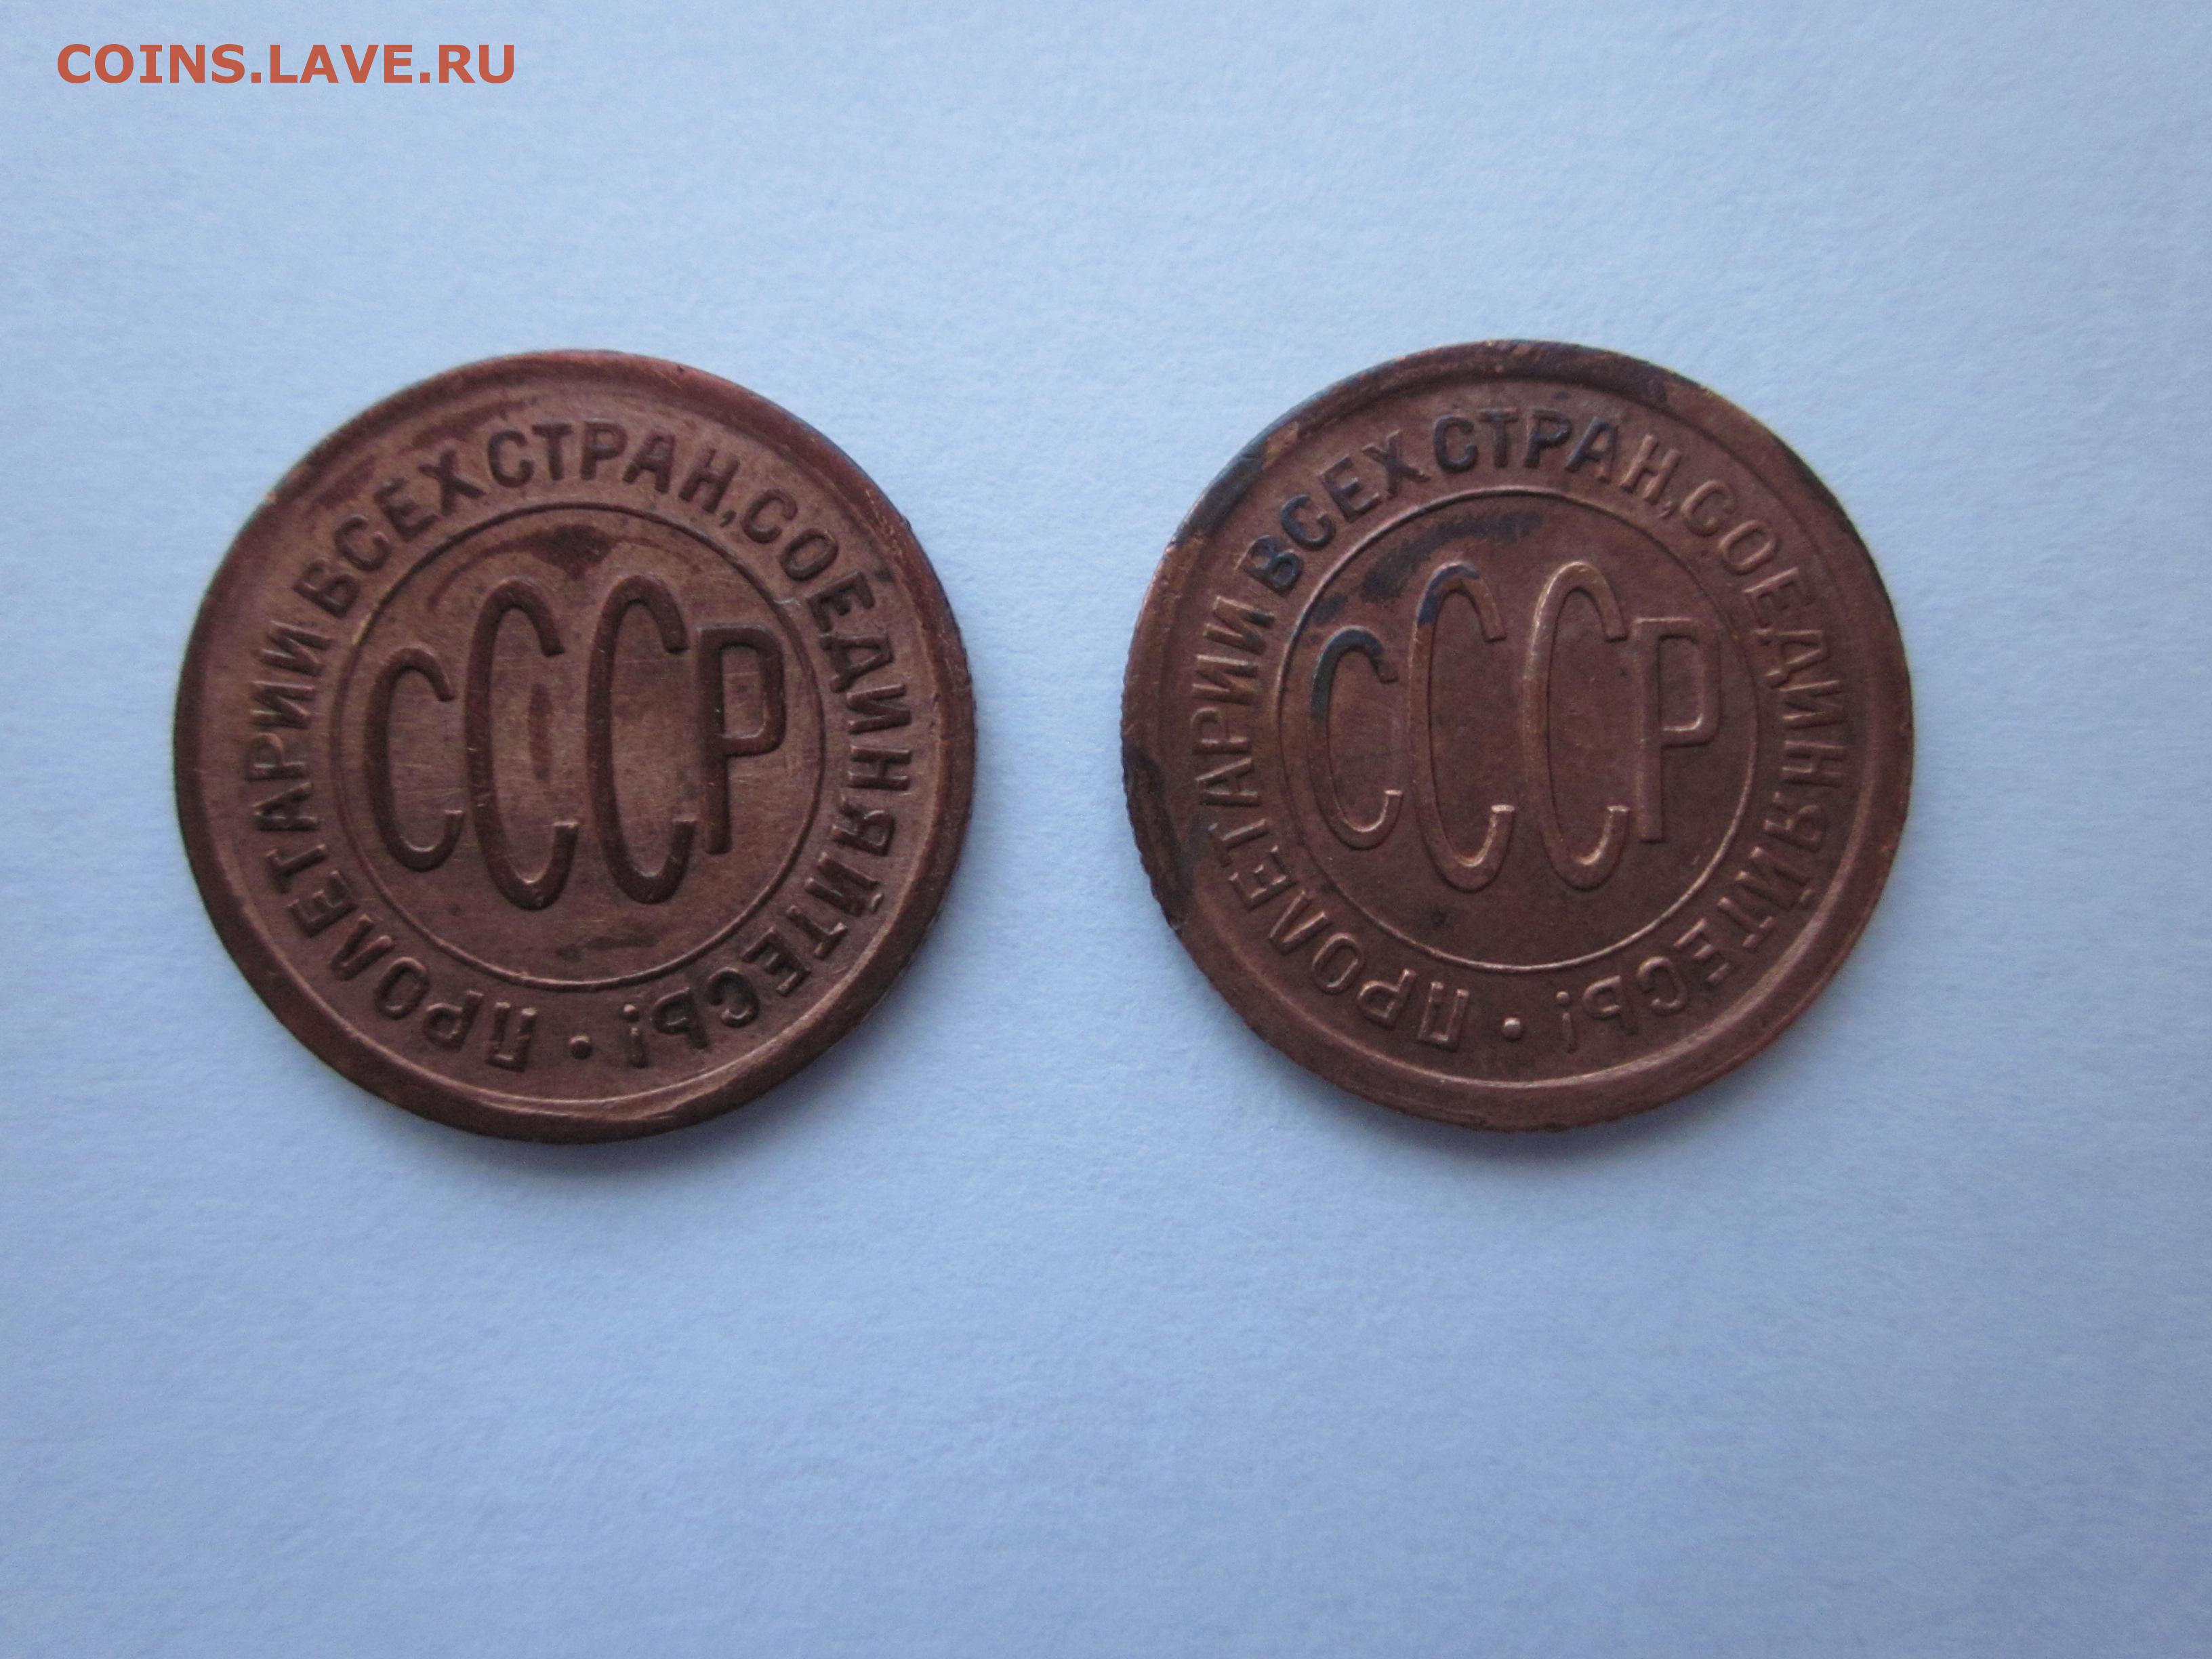 COINS.LAVE.RU
ПРОЛЕТАРИИ ВСЕХ СТРАН, СОЕДИНЯЙТЕСЬ! •
СССР
ПРОЛЕТАРИИ ВСЕХ СТРАН, СОЕДИНЯЙТЕСЬ! •
СССР